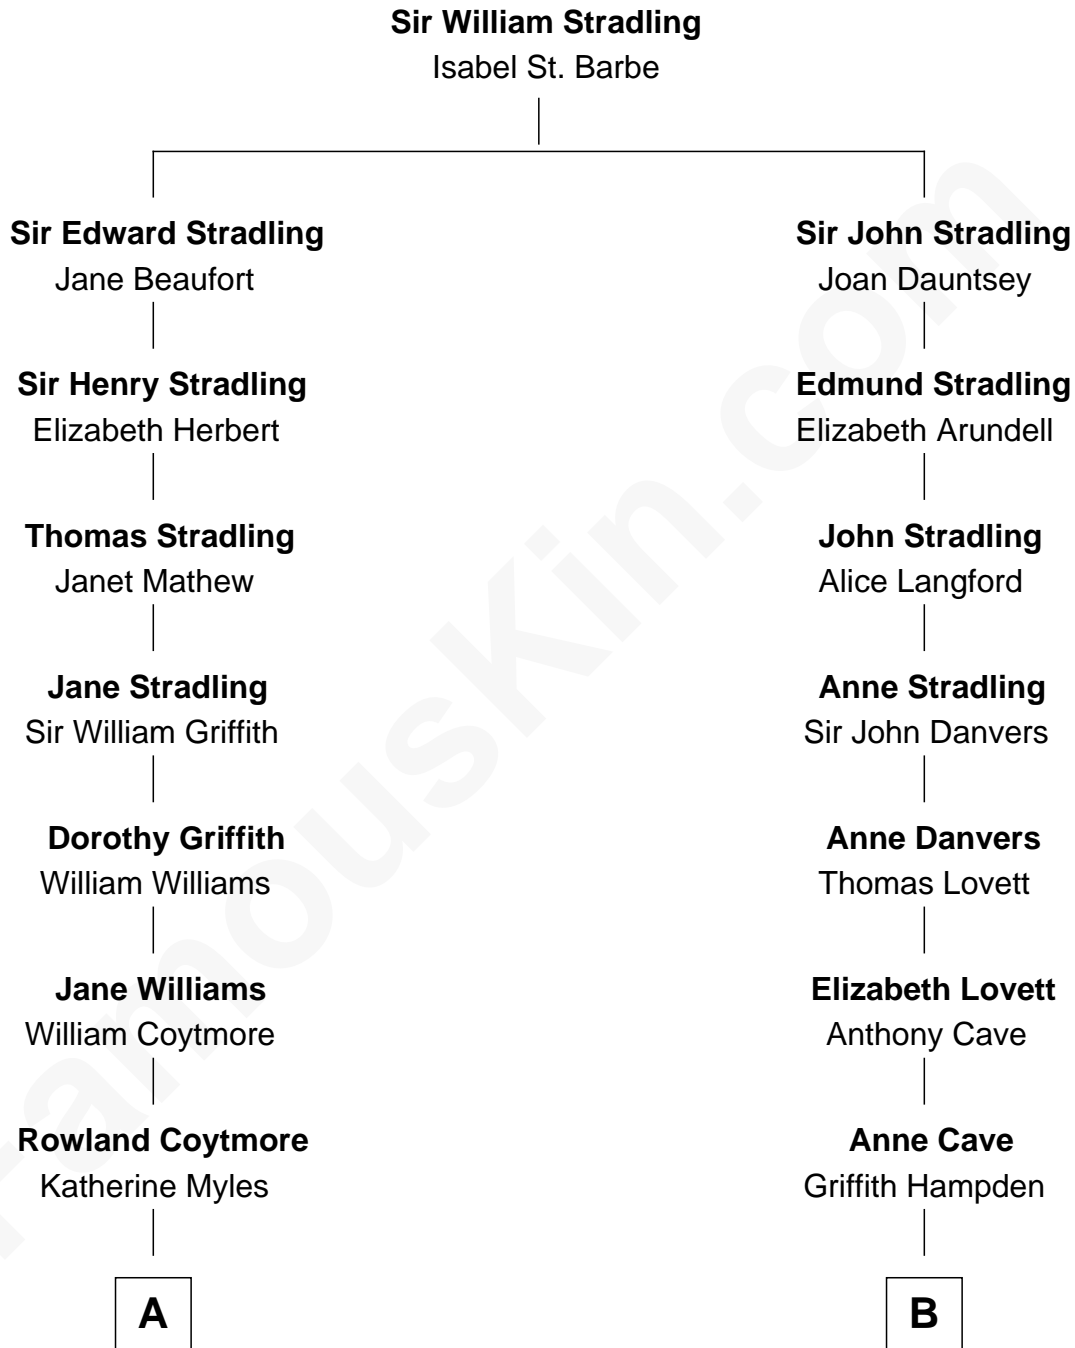 Sir William Stradling
Isabel St. Barbe
Sir Edward Stradling
Jane Beaufort
Sir John Stradling
Joan Dauntsey
Sir Henry Stradling
Elizabeth Herbert
Edmund Stradling
Elizabeth Arundell
Thomas Stradling
Janet Mathew
John Stradling
Alice Langford
Jane Stradling
Sir William Griffith
Anne Stradling
Sir John Danvers
Dorothy Griffith
William Williams
Anne Danvers
Thomas Lovett
Jane Williams
William Coytmore
Elizabeth Lovett
Anthony Cave
Rowland Coytmore
Katherine Myles
Anne Cave
Griffith Hampden
A
B
FamousKin.com